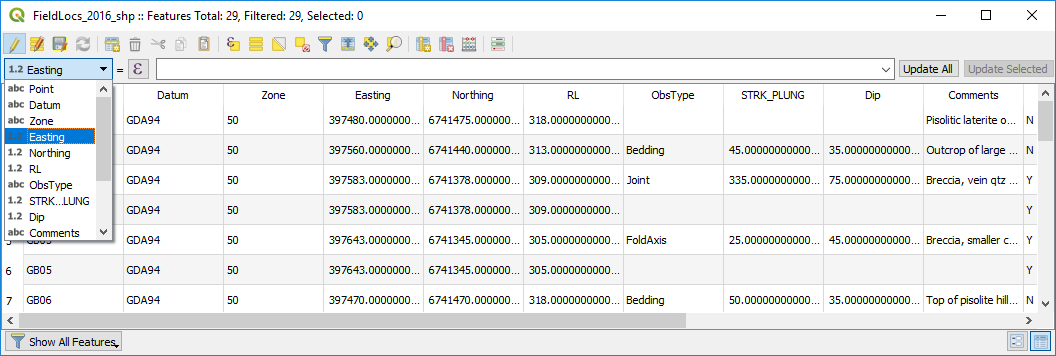 FieldLocs_2016_shp :: Features Total: 29, Filtered: 29, Selected: 0
1.2 Easting = ε Update All Update Selected
abc Point
abc Datum
abc Zone
1.2 Easting
1.2 Northing
1.2 RL
abc ObsType
1.2 STRK...LUNG
1.2 Dip
abc Comments
Datum Zone Easting Northing RL ObsType STRK_PLUNG Dip Comments
GDA94 50 397480.0000000... 6741475.000000... 318.0000000000... Pisolitic laterite o... N
GDA94 50 397560.0000000... 6741440.000000... 313.0000000000... Bedding 45.00000000000... 35.00000000000... Outcrop of large ... N
GDA94 50 397583.0000000... 6741378.000000... 309.0000000000... Joint 335.0000000000... 75.00000000000... Breccia, vein qtz ... Y
GDA94 50 397583.0000000... 6741378.000000... 309.0000000000... Y
5 GB05 GDA94 50 397643.0000000... 6741345.000000... 305.0000000000... FoldAxis 25.00000000000... 45.00000000000... Breccia, smaller c... Y
6 GB05 GDA94 50 397643.0000000... 6741345.000000... 305.0000000000... Y
7 GB06 GDA94 50 397470.0000000... 6741470.000000... 318.0000000000... Bedding 50.00000000000... 35.00000000000... Top of pisolite hill... N
Show All Features